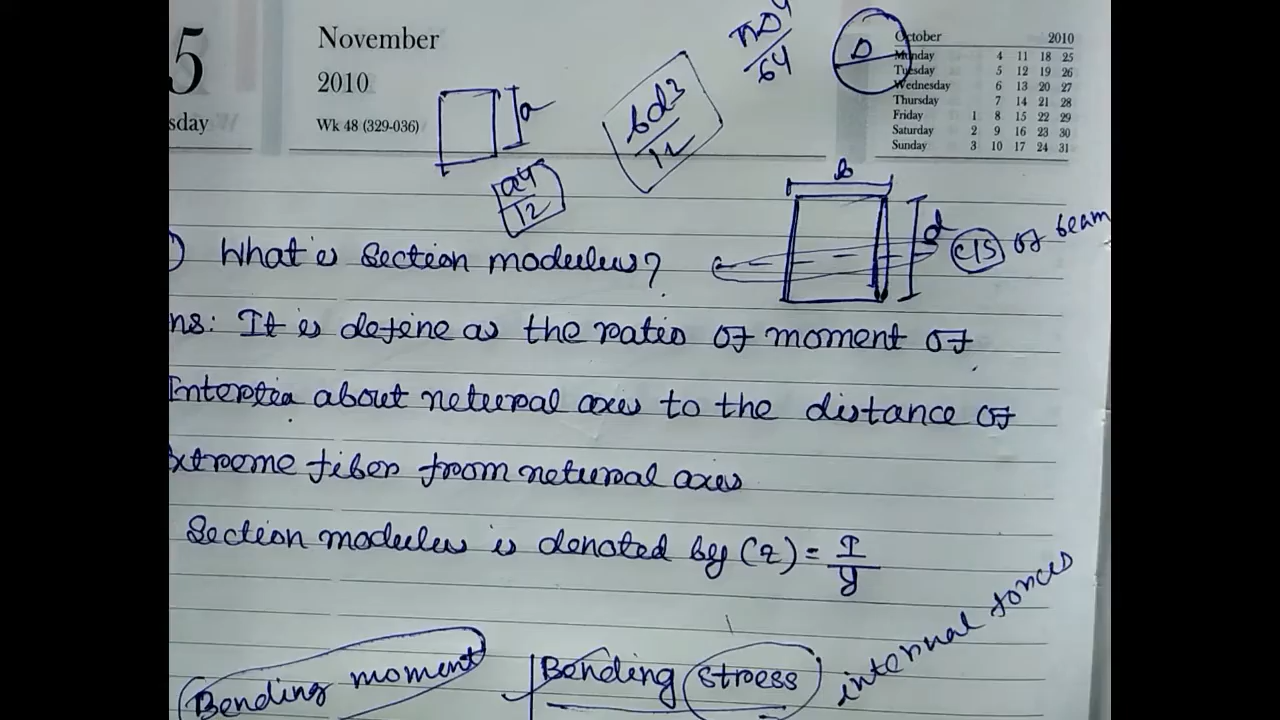 5
sday
November
2010
Wk 48 (329-036)
a
a4/12
bd3/12
πD4/64
D
October 2010
Monday 4 11 18 25
Tuesday 5 12 19 26
Wednesday 6 13 20 27
Thursday 7 14 21 28
Friday 1 8 15 22 29
Saturday 2 9 16 23 30
Sunday 3 10 17 24 31
b
d
C/S of beam
) What is Section modulus?
ns: It is define as the ratio of moment of
Intertia about netural axis to the distance of
xtreme fiber from netural axis
Section modulus is denoted by (z) = I/y
internal forces
Bending moment
Bending stress